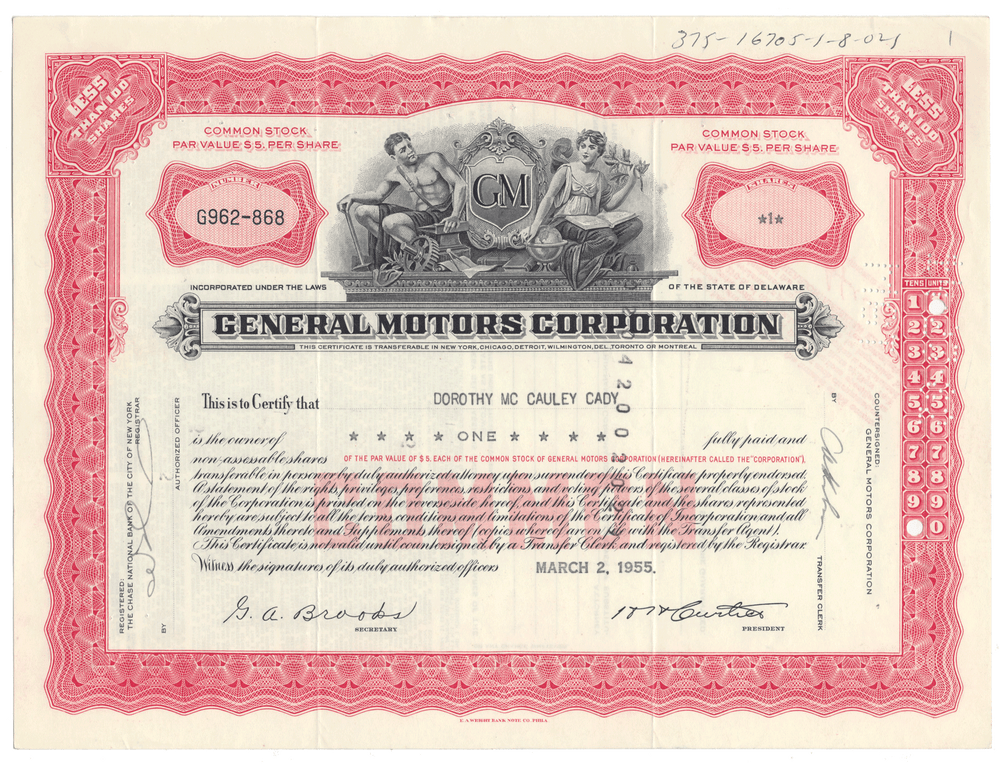 375-16705-1-8-021
1
LESS THAN 100 SHARES
LESS THAN 100 SHARES
COMMON STOCK
PAR VALUE $5. PER SHARE
COMMON STOCK
PAR VALUE $5. PER SHARE
NUMBER
G962-868
GM
SHARES
*1*
INCORPORATED UNDER THE LAWS
OF THE STATE OF DELAWARE
GENERAL MOTORS CORPORATION
THIS CERTIFICATE IS TRANSFERABLE IN NEW YORK, CHICAGO, DETROIT, WILMINGTON, DEL., TORONTO OR MONTREAL
TENS UNITS
1
2 2
3 3
4 4
5 5
6 6
7 7
8 8
9 9
0
This is to Certify that DOROTHY MC CAULEY CADY
is the owner of * * * * ONE * * * * fully paid and
non-assessable shares OF THE PAR VALUE OF $5. EACH OF THE COMMON STOCK OF GENERAL MOTORS CORPORATION (HEREINAFTER CALLED THE "CORPORATION").
transferable in person or by duly authorized attorney upon surrender of this Certificate properly endorsed.
A statement of the rights, privileges, preferences, restrictions and voting powers of the several classes of stock
of the Corporation is printed on the reverse side hereof, and this Certificate and the shares represented
hereby are subject to all the terms, conditions and limitations of the Certificate of Incorporation and all
Amendments thereto and Supplements thereof (copies whereof are on file with the Transfer Agent).
This Certificate is not valid until countersigned by a Transfer Clerk and registered by the Registrar.
Witness the signatures of its duly authorized officers MARCH 2, 1955.
G. A. Brooks
SECRETARY
Curtice
PRESIDENT
REGISTERED:
THE CHASE NATIONAL BANK OF THE CITY OF NEW YORK
REGISTRAR
BY
AUTHORIZED OFFICER
COUNTERSIGNED:
GENERAL MOTORS CORPORATION
BY
TRANSFER CLERK
E. A. WRIGHT BANK NOTE CO. PHILA.